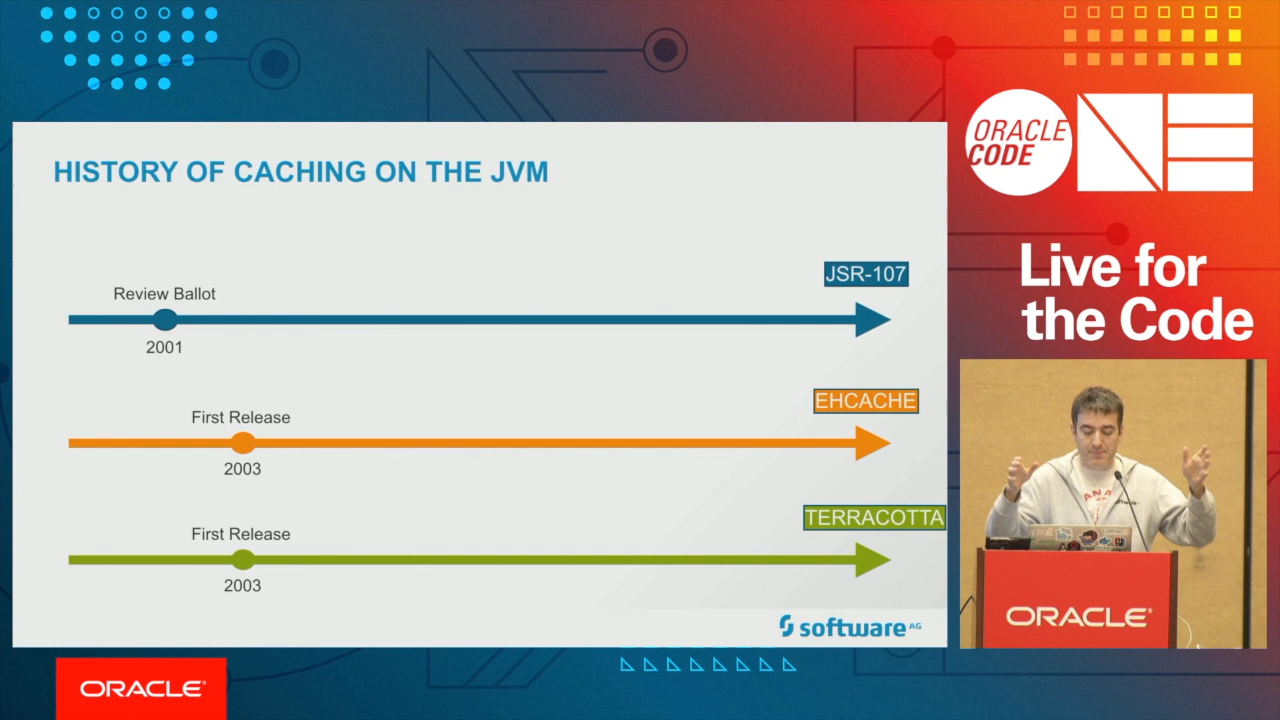 HISTORY OF CACHING ON THE JVM
JSR-107
Review Ballot
2001
EHCACHE
First Release
2003
TERRACOTTA
First Release
2003
software AG
ORACLE
CODE
ONE
Live for
the Code
ORACLE
ORACLE